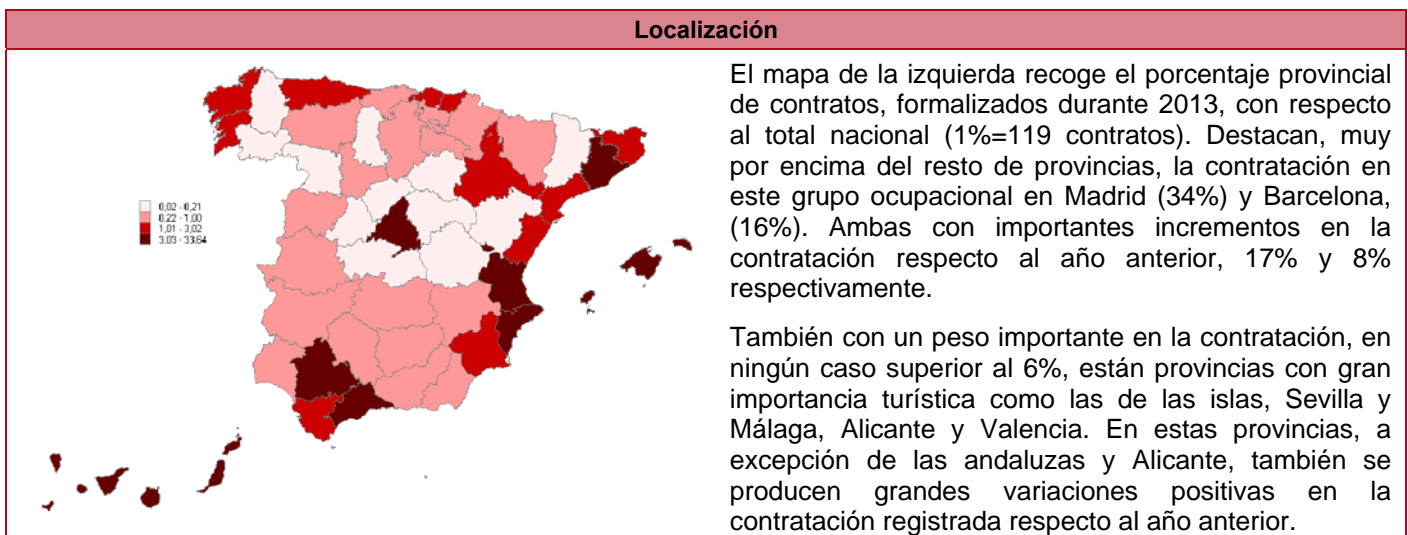 Localización
0,02 - 0,21
0.22 - 1,00
1,01 - 3,02
3,03 - 33,64
El mapa de la izquierda recoge el porcentaje provincial
de contratos, formalizados durante 2013, con respecto
al total nacional (1%=119 contratos). Destacan, muy
por encima del resto de provincias, la contratación en
este grupo ocupacional en Madrid (34%) y Barcelona,
(16%). Ambas con importantes incrementos en la
contratación respecto al año anterior, 17% y 8%
respectivamente.
También con un peso importante en la contratación, en
ningún caso superior al 6%, están provincias con gran
importancia turística como las de las islas, Sevilla y
Málaga, Alicante y Valencia. En estas provincias, a
excepción de las andaluzas y Alicante, también se
producen grandes variaciones positivas en la
contratación registrada respecto al año anterior.